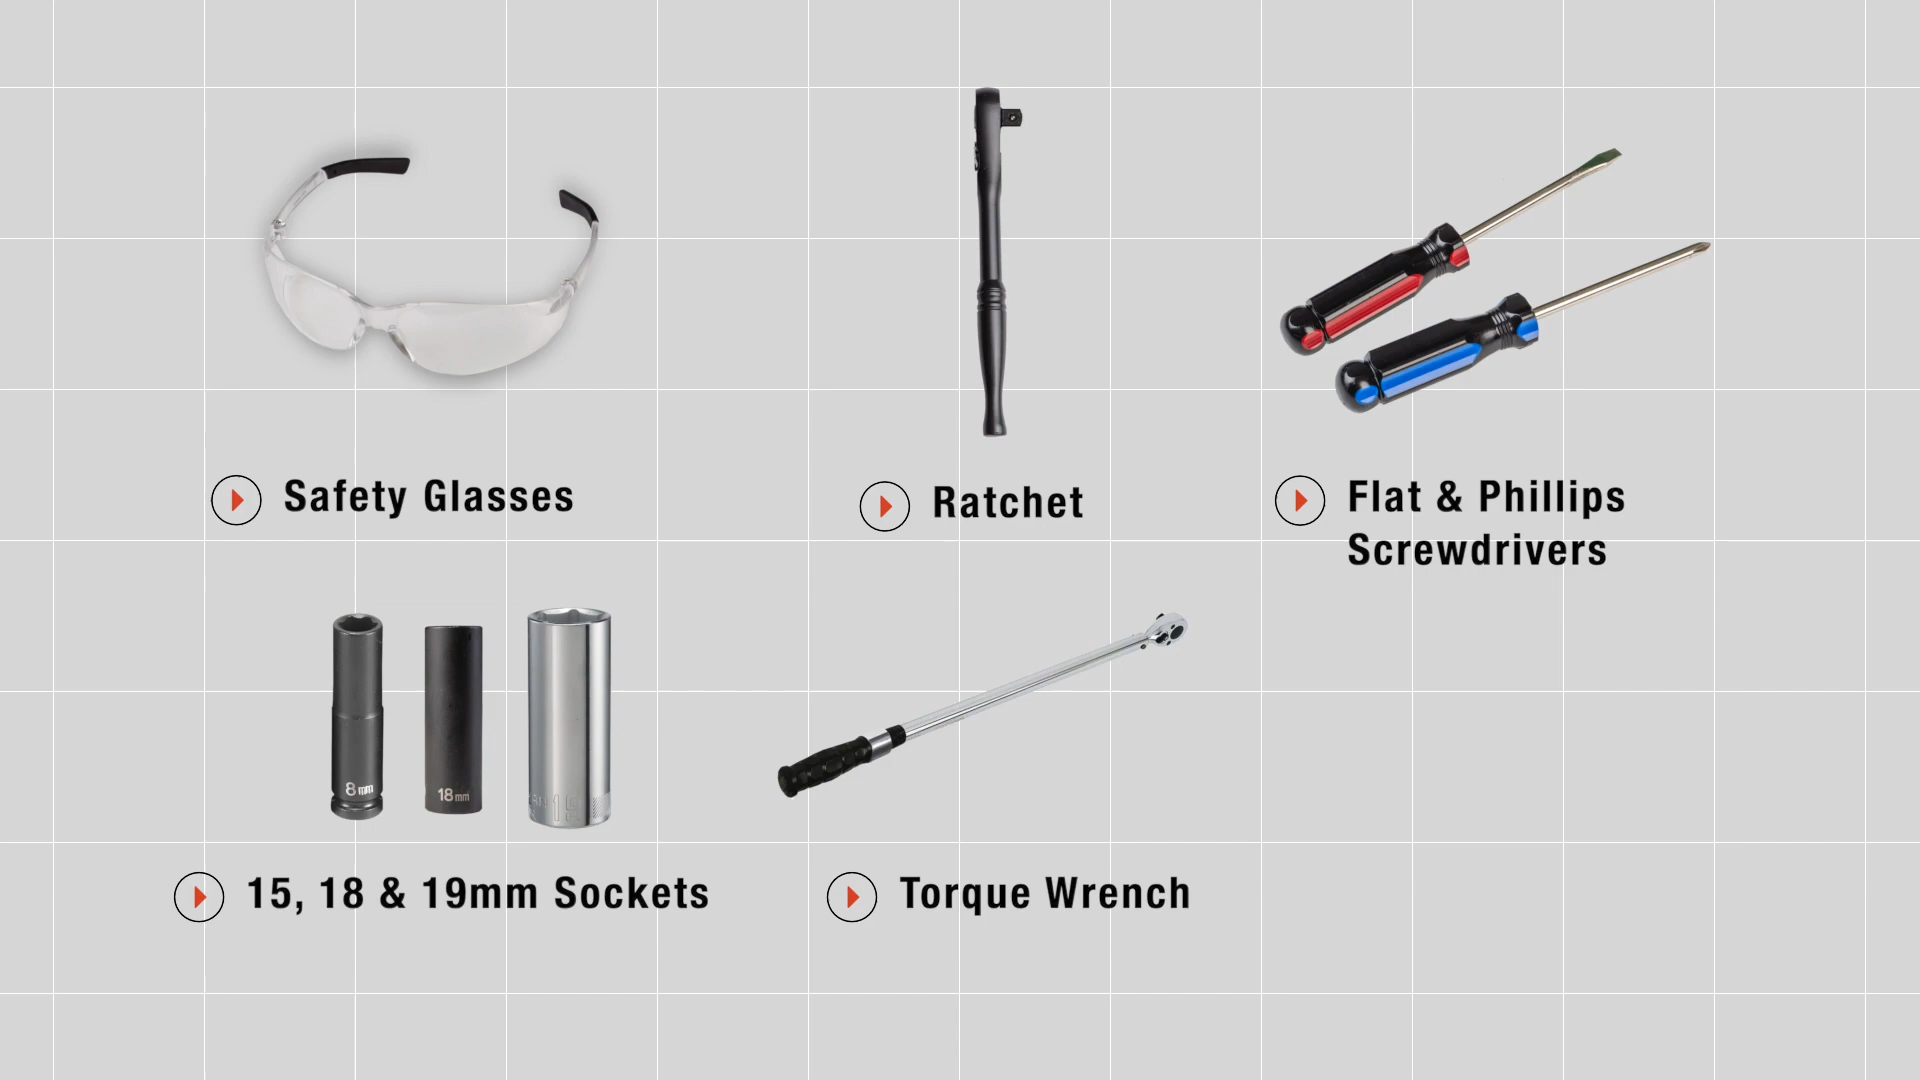 Safety Glasses
Ratchet
Flat & Phillips
Screwdrivers
8mm
18mm
15, 18 & 19mm Sockets
Torque Wrench